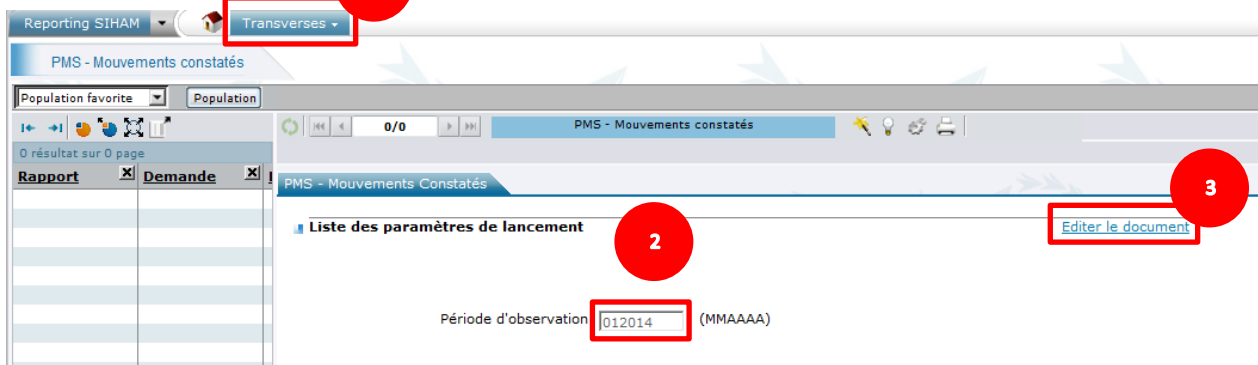 Reporting SIHAM Transverses
PMS - Mouvements constatés
Population favorite Population
0/0 PMS - Mouvements constatés
0 résultat sur 0 page
Rapport Demande
PMS - Mouvements Constatés
3
Liste des paramètres de lancement Editer le document
2
Période d'observation 012014 (MMAAAA)